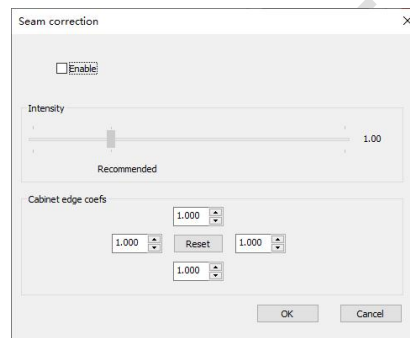 Seam correction
Enable
Intensity
1.00
Recommended
Cabinet edge coefs
1.000
1.000 Reset 1.000
1.000
OK Cancel